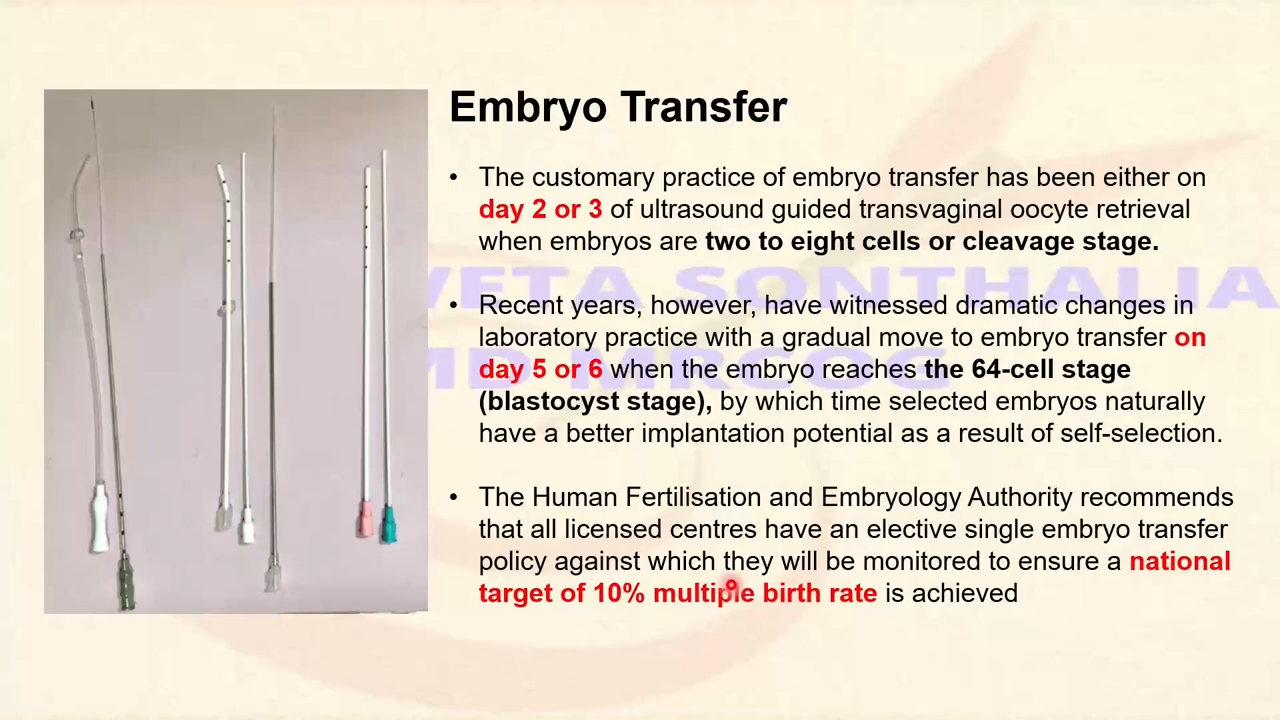 Embryo Transfer
• The customary practice of embryo transfer has been either on
day 2 or 3 of ultrasound guided transvaginal oocyte retrieval
when embryos are two to eight cells or cleavage stage.
VETA SONTHALIA
• Recent years, however, have witnessed dramatic changes in
laboratory practice with a gradual move to embryo transfer on
day 5 or 6 when the embryo reaches the 64-cell stage
MD MRCOG
(blastocyst stage), by which time selected embryos naturally
have a better implantation potential as a result of self-selection.
• The Human Fertilisation and Embryology Authority recommends
that all licensed centres have an elective single embryo transfer
policy against which they will be monitored to ensure a national
target of 10% multiple birth rate is achieved